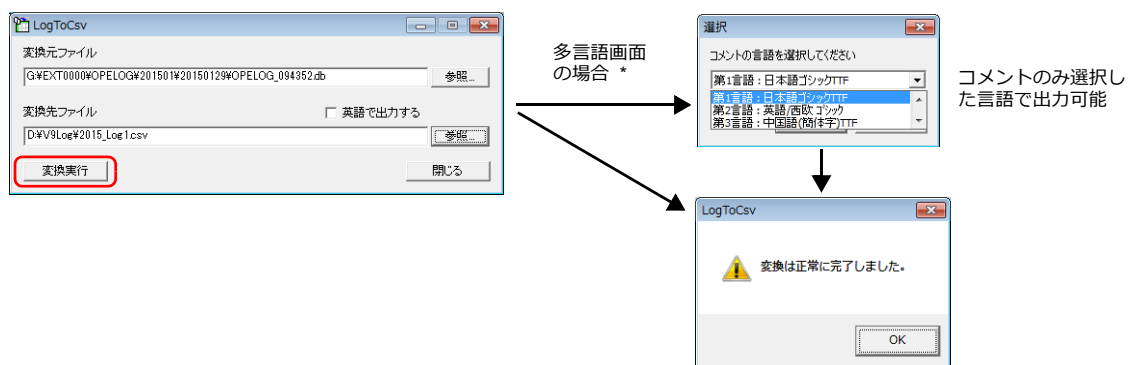 LogToCsv
変換元ファイル
G:¥EXT0000¥OPELOG¥201501¥20150129¥OPELOG_094352.db
参照...
変換先ファイル
英語で出力する
D:¥V9Log¥2015_Log1.csv
参照...
変換実行
閉じる
多言語画面
の場合 *
選択
コメントの言語を選択してください
第1言語：日本語ゴシックTTF
第1言語：日本語ゴシックTTF
第2言語：英語/西欧 ゴシック
第3言語：中国語(簡体字)TTF
コメントのみ選択し
た言語で出力可能
LogToCsv
変換は正常に完了しました。
OK